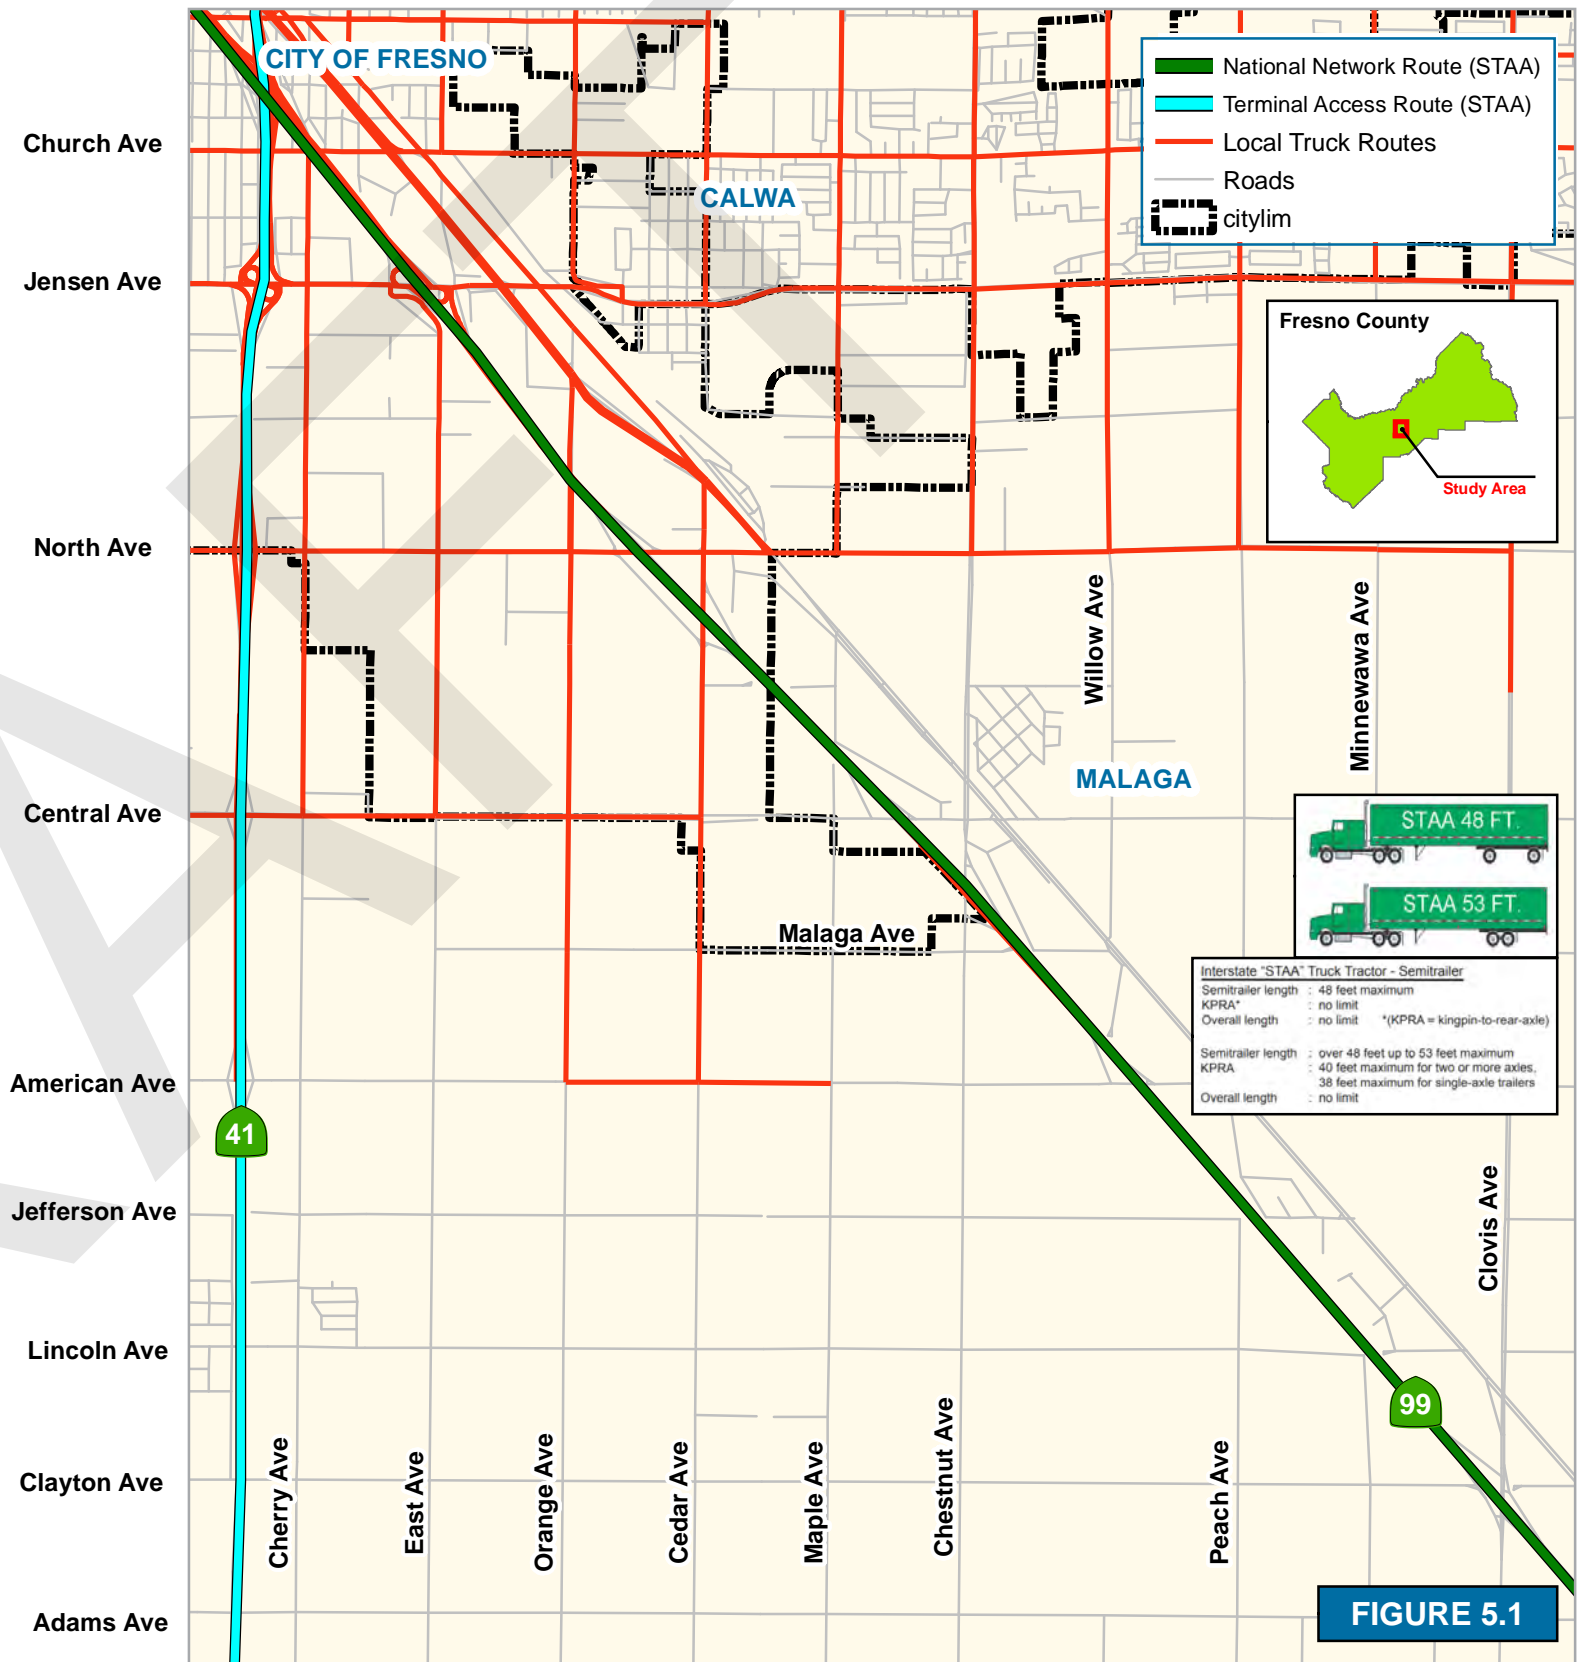 CITY OF FRESNO
CALWA
MALAGA
National Network Route (STAA)
Terminal Access Route (STAA)
Local Truck Routes
Roads
citylim
Church Ave
Jensen Ave
North Ave
Central Ave
American Ave
Jefferson Ave
Lincoln Ave
Clayton Ave
Adams Ave
Fresno County
Study Area
Willow Ave
Minnewawa Ave
Malaga Ave
STAA 48 FT.
STAA 53 FT.
Interstate "STAA" Truck Tractor - Semitrailer
Semitrailer length : 48 feet maximum
KPRA* : no limit
Overall length : no limit *(KPRA = kingpin-to-rear-axle)
Semitrailer length : over 48 feet up to 53 feet maximum
KPRA : 40 feet maximum for two or more axles,
38 feet maximum for single-axle trailers
Overall length : no limit
41
99
Clovis Ave
Cherry Ave
East Ave
Orange Ave
Cedar Ave
Maple Ave
Chestnut Ave
Peach Ave
FIGURE 5.1